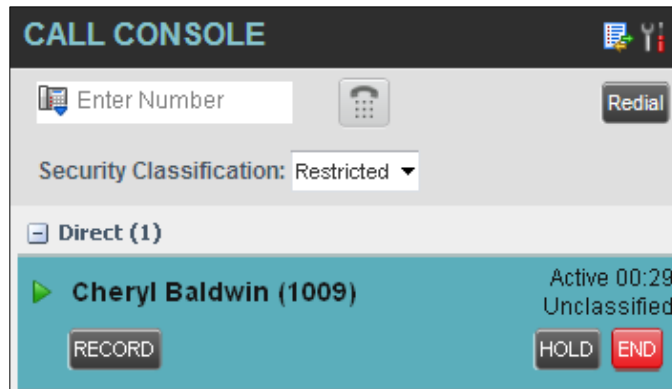 CALL CONSOLE
Enter Number
Redial
Security Classification: Restricted
Direct (1)
Cheryl Baldwin (1009)
Active 00:29
Unclassified
RECORD
HOLD
END